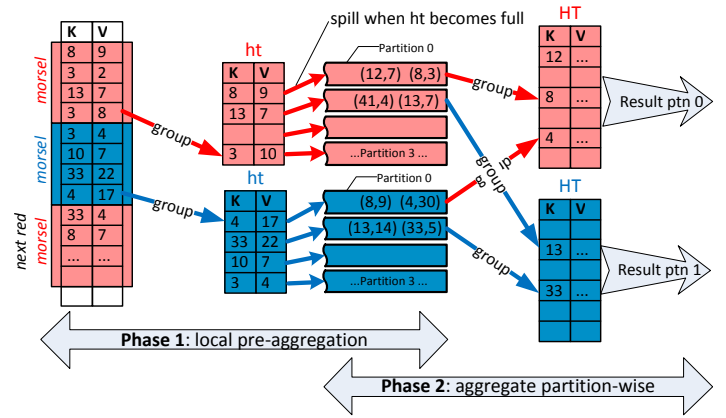 spill when ht becomes full
HT
K V
12 ...
8 ...
4 ...
ht
K V
8 9
13 7
3 10
Partition 0
(12,7) (8,3)
(41,4) (13,7)
...Partition 3 ...
K V
8 9
3 2
13 7
3 8
3 4
10 7
33 22
4 17
33 4
8 7
... ...
morsel
morsel
next red
morsel
group
group
group
group
group
group
Result ptn 0
ht
K V
4 17
33 22
10 7
3 4
Partition 0
(8,9) (4,30)
(13,14) (33,5)
...Partition 3 ...
HT
K V
13 ...
33 ...
Result ptn 1
Phase 1: local pre-aggregation
Phase 2: aggregate partition-wise